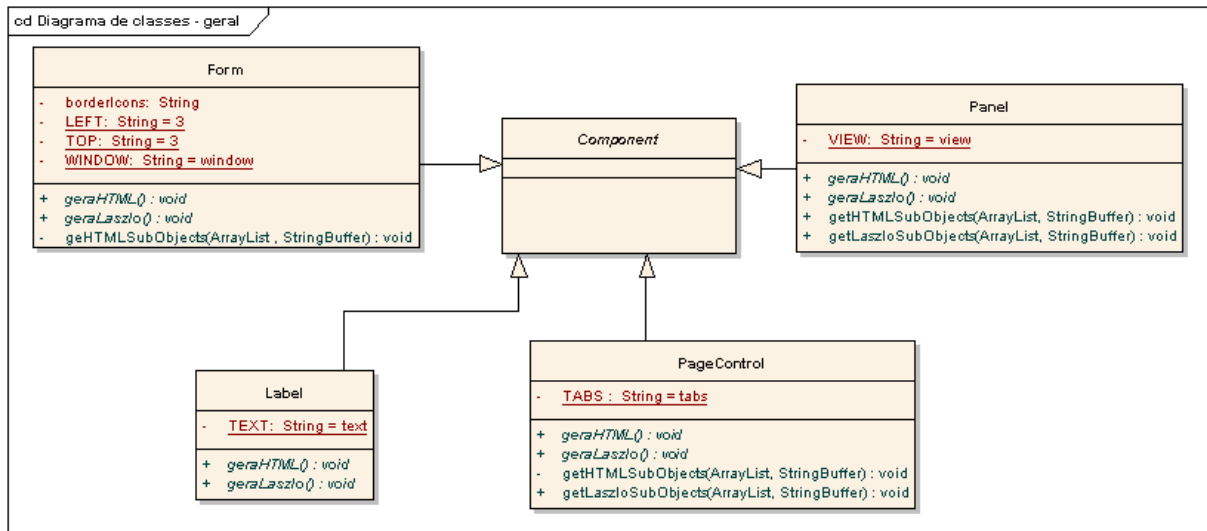 cd Diagrama de classes - geral
Form
- borderIcons: String
- LEFT: String = 3
- TOP: String = 3
- WINDOW: String = window
+ geraHTML() : void
+ geraLaszlo() : void
- geHTMLSubObjects(ArrayList , StringBuffer) : void
Component
Panel
- VIEW: String = view
+ geraHTML() : void
+ geraLaszlo() : void
+ getHTMLSubObjects(ArrayList, StringBuffer) : void
+ getLaszloSubObjects(ArrayList, StringBuffer) : void
Label
- TEXT: String = text
+ geraHTML() : void
+ geraLaszlo() : void
PageControl
- TABS : String = tabs
+ geraHTML() : void
+ geraLaszlo() : void
- getHTMLSubObjects(ArrayList, StringBuffer) : void
+ getLaszloSubObjects(ArrayList, StringBuffer) : void